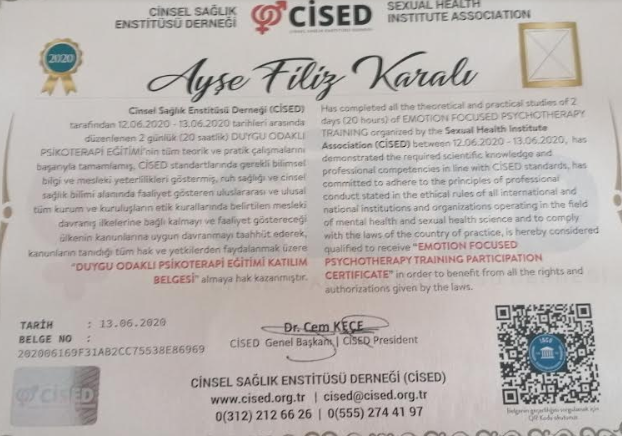 CİNSEL SAĞLIK
ENSTİTÜSÜ DERNEĞİ
CİSED
SEXUAL HEALTH
INSTITUTE ASSOCIATION
2020
Ayşe Filiz Karalı
Cinsel Sağlık Enstitüsü Derneği (CİSED)
tarafından 12.06.2020 - 13.06.2020 tarihleri arasında
düzenlenen 2 günlük (20 saatlik) DUYGU ODAKLI
PSİKOTERAPİ EĞİTİMİ'nin tüm teorik ve pratik çalışmalarını
başarıyla tamamlamış, CİSED standartlarında gerekli bilimsel
bilgi ve mesleki yeterlilikleri göstermiş, ruh sağlığı ve cinsel
sağlık bilimi alanında faaliyet gösteren uluslararası ve ulusal
tüm kurum ve kuruluşların etik kurallarında belirtilen mesleki
davranış ilkelerine bağlı kalmayı ve faaliyet göstereceği
ülkenin kanunlarına uygun davranmayı taahhüt ederek,
kanunların tanıdığı tüm hak ve yetkilerden faydalanmak üzere
"DUYGU ODAKLI PSİKOTERAPİ EĞİTİMİ KATILIM
BELGESİ" almaya hak kazanmıştır.
Has completed all the theoretical and practical studies of 2
days (20 hours) of EMOTION FOCUSED PSYCHOTHERAPY
TRAINING organized by the Sexual Health Institute
Association (CİSED) between 12.06.2020 - 13.06.2020, has
demonstrated the required scientific knowledge and
professional competencies in line with CİSED standards, has
committed to adhere to the principles of professional
conduct stated in the ethical rules of all international and
national institutions and organizations operating in the field
of mental health and sexual health science and to comply
with the laws of the country of practice, is hereby considered
qualified to receive "EMOTION FOCUSED
PSYCHOTHERAPY TRAINING PARTICIPATION
CERTIFICATE" in order to benefit from all the rights and
authorizations given by the laws.
TARİH : 13.06.2020
BELGE NO :
202006169F31A82CC75538E86969
Dr. Cem KEÇE
CİSED Genel Başkanı | CİSED President
CİSED
CİNSEL SAĞLIK ENSTİTÜSÜ DERNEĞİ (CİSED)
www.cised.org.tr | cised@cised.org.tr
0(312) 212 66 26 | 0(555) 274 41 97
Belgenin geçerliliğini sorgulamak için
QR Kodu okutunuz.